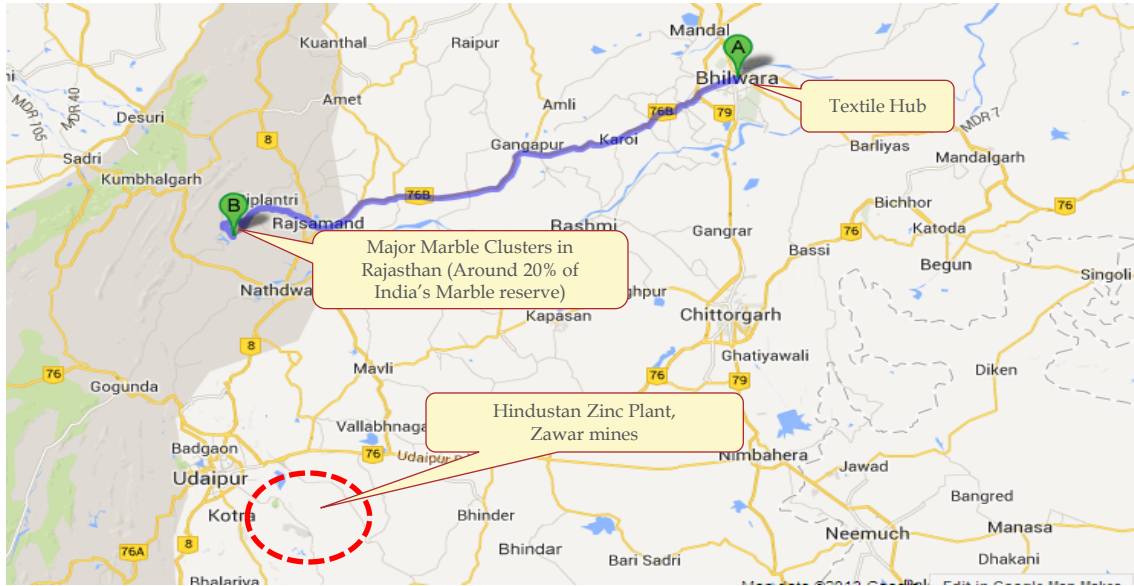 Mandal
Kuanthal
Raipur
A
Bhilwara
Textile Hub
MDR 40
MDR 105
Desuri
Amet
Amli
76B
79
MDR 7
8
Gangapur
Karoi
Barliyas
Mandalgarh
Sadri
Kumbhalgarh
76B
B
Rajsamand
Rashmi
Gangrar
Bichhor
76
Katoda
76
Bassi
Begun
Singoli
Major Marble Clusters in
Rajasthan (Around 20% of
India's Marble reserve)
Kapasan
Chittorgarh
8
Mavli
Ghatiyawali
76
Gogunda
76
79
Diken
Hindustan Zinc Plant,
Zawar mines
Badgaon
76
Udaipur
Nimbahera
Jawad
Udaipur
Kotra
Bhinder
Bangred
Neemuch
Manasa
8
76A
Bhindar
Bari Sadri
Dhakani
Bhalariya